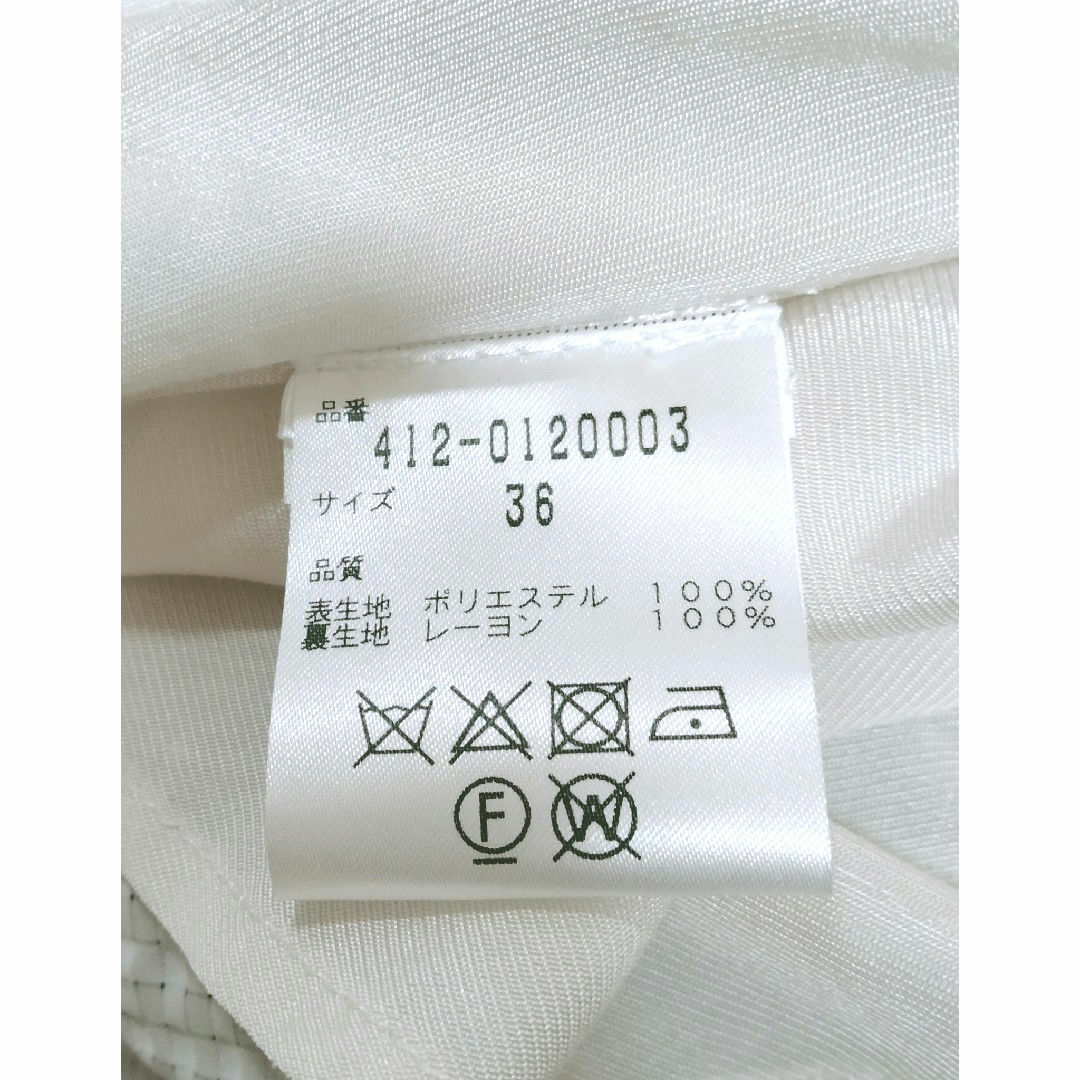 品番
412-0120003
サイズ 36
品質
表生地 ポリエステル 100%
裏生地 レーヨン 100%
F W